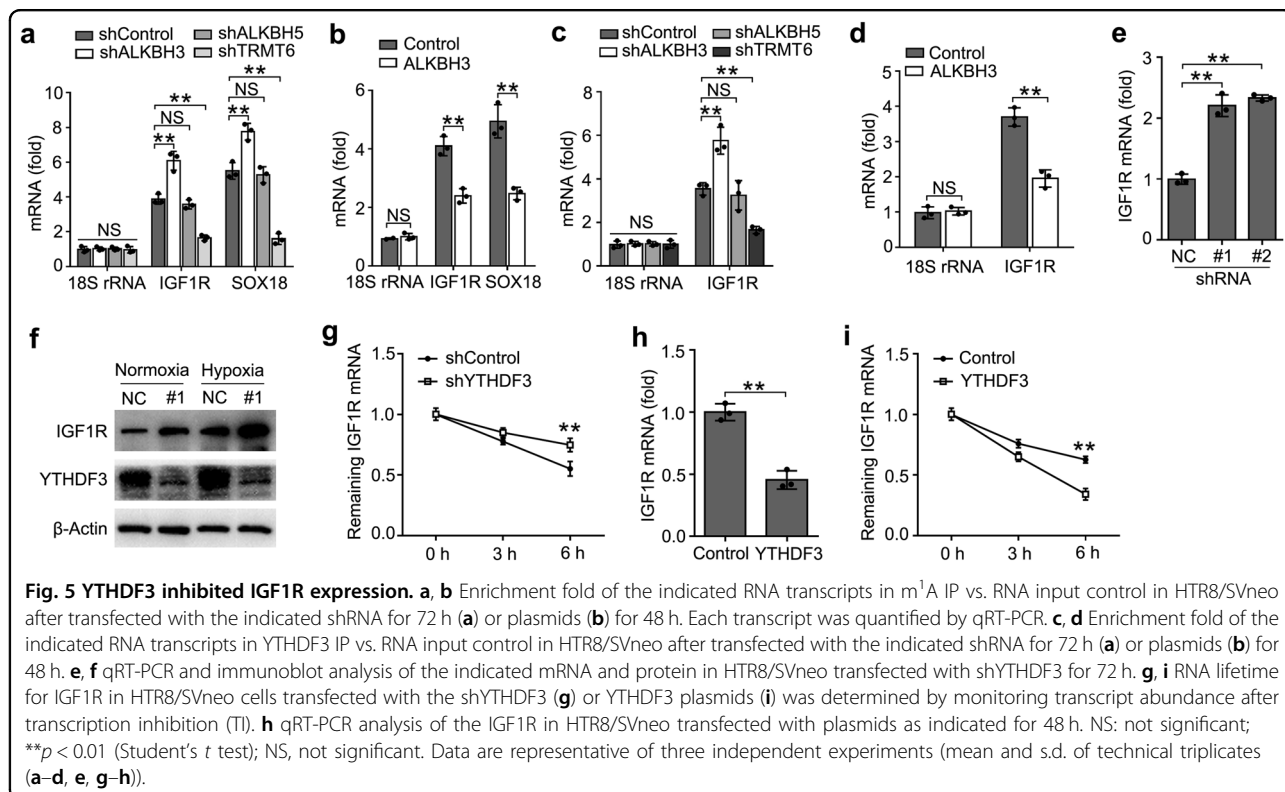 a
shControl shALKBH5
shALKBH3 shTRMT6
mRNA (fold)
10
8
6
4
2
0
NS
**
NS
**
**
NS
**
18S rRNA IGF1R SOX18
b
Control
ALKBH3
mRNA (fold)
6
4
2
0
NS
**
**
18S rRNA IGF1R SOX18
c
shControl shALKBH5
shALKBH3 shTRMT6
mRNA (fold)
8
6
4
2
0
NS
**
NS
**
18S rRNA IGF1R
d
Control
ALKBH3
mRNA (fold)
5
4
3
2
1
0
NS
**
18S rRNA IGF1R
e
IGF1R mRNA (fold)
3
2
1
0
**
**
NC #1 #2
shRNA
f
Normoxia Hypoxia
NC #1 NC #1
IGF1R
YTHDF3
β-Actin
g
shControl
shYTHDF3
Remaining IGF1R mRNA
1.5
1.0
0.5
0.0
**
0 h 3 h 6 h
h
IGF1R mRNA (fold)
1.5
1.0
0.5
0.0
**
Control YTHDF3
i
Control
YTHDF3
Remaining IGF1R mRNA
1.5
1.0
0.5
0.0
**
0 h 3 h 6 h
Fig. 5 YTHDF3 inhibited IGF1R expression. a, b Enrichment fold of the indicated RNA transcripts in m¹A IP vs. RNA input control in HTR8/SVneo
after transfected with the indicated shRNA for 72 h (a) or plasmids (b) for 48 h. Each transcript was quantified by qRT-PCR. c, d Enrichment fold of the
indicated RNA transcripts in YTHDF3 IP vs. RNA input control in HTR8/SVneo after transfected with the indicated shRNA for 72 h (a) or plasmids (b) for
48 h. e, f qRT-PCR and immunoblot analysis of the indicated mRNA and protein in HTR8/SVneo transfected with shYTHDF3 for 72 h. g, i RNA lifetime
for IGF1R in HTR8/SVneo cells transfected with the shYTHDF3 (g) or YTHDF3 plasmids (i) was determined by monitoring transcript abundance after
transcription inhibition (TI). h qRT-PCR analysis of the IGF1R in HTR8/SVneo transfected with plasmids as indicated for 48 h. NS: not significant;
**p < 0.01 (Student's t test); NS, not significant. Data are representative of three independent experiments (mean and s.d. of technical triplicates
(a–d, e, g–h)).